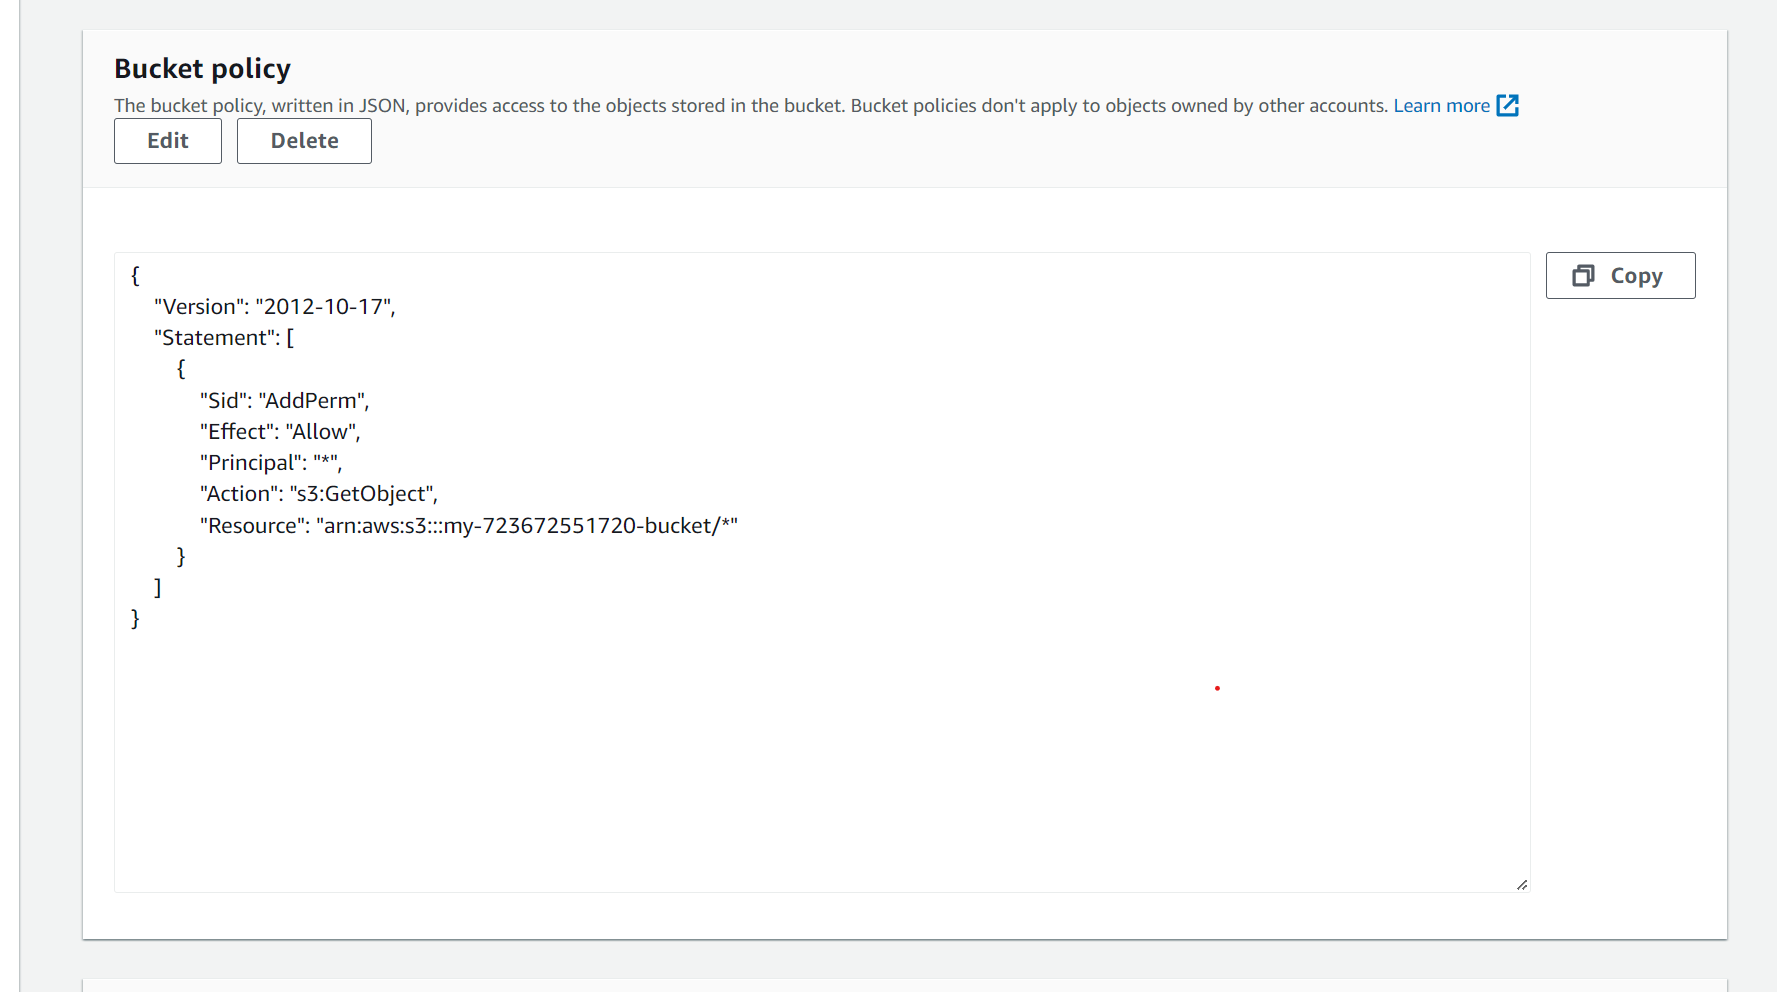 Bucket policy
The bucket policy, written in JSON, provides access to the objects stored in the bucket. Bucket policies don't apply to objects owned by other accounts. Learn more
Edit Delete
Copy
{
"Version": "2012-10-17",
"Statement": [
{
"Sid": "AddPerm",
"Effect": "Allow",
"Principal": "*",
"Action": "s3:GetObject",
"Resource": "arn:aws:s3:::my-723672551720-bucket/*"
}
]
}